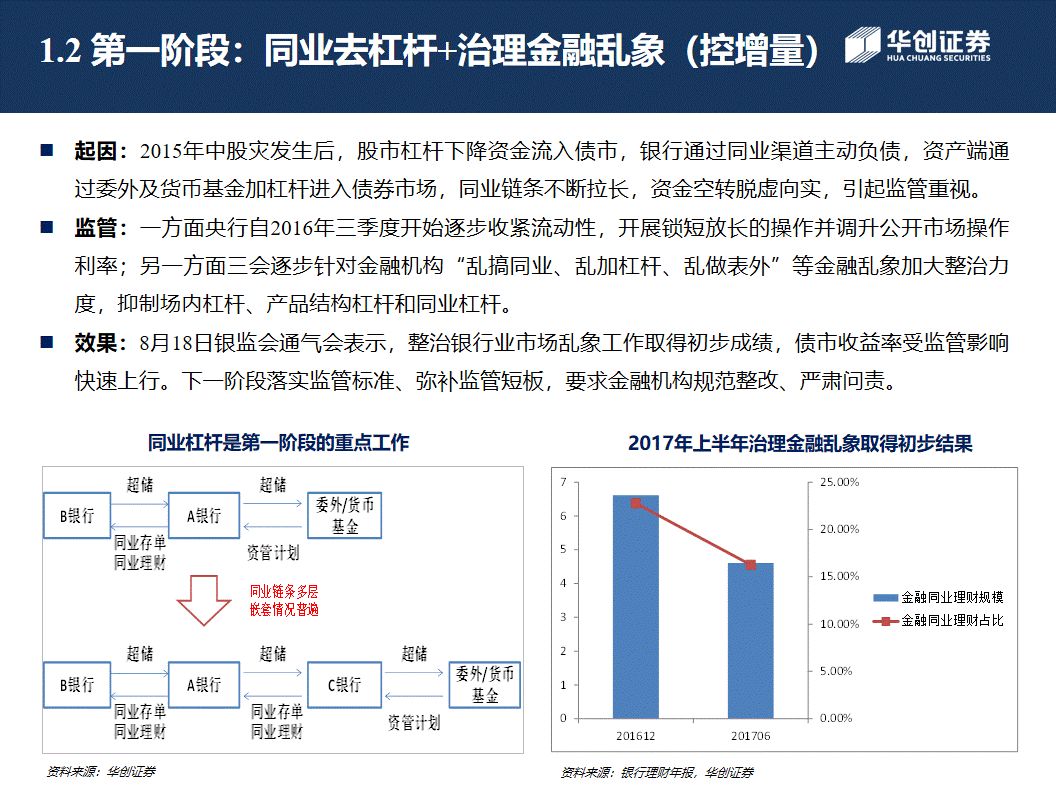 1.2 第一阶段：同业去杠杆+治理金融乱象（控增量）
华创证券
HUA CHUANG SECURITIES
■ 起因：2015年中股灾发生后，股市杠杆下降资金流入债市，银行通过同业渠道主动负债，资产端通
过委外及货币基金加杠杆进入债券市场，同业链条不断拉长，资金空转脱虚向实，引起监管重视。
■ 监管：一方面央行自2016年三季度开始逐步收紧流动性，开展锁短放长的操作并调升公开市场操作
利率；另一方面三会逐步针对金融机构“乱搞同业、乱加杠杆、乱做表外”等金融乱象加大整治力
度，抑制场内杠杆、产品结构杠杆和同业杠杆。
■ 效果：8月18日银监会通气会表示，整治银行业市场乱象工作取得初步成绩，债市收益率受监管影响
快速上行。下一阶段落实监管标准、弥补监管短板，要求金融机构规范整改、严肃问责。
同业杠杆是第一阶段的重点工作
超储
超储
B银行
A银行
委外/货币
基金
同业存单
同业理财
资管计划
同业链条多层
嵌套情况普遍
超储
超储
超储
B银行
A银行
C银行
委外/货币
基金
同业存单
同业理财
同业存单
同业理财
资管计划
资料来源：华创证券
2017年上半年治理金融乱象取得初步结果
7
6
5
4
3
2
1
0
25.00%
20.00%
15.00%
10.00%
5.00%
0.00%
201612
201706
金融同业理财规模
金融同业理财占比
资料来源：银行理财年报，华创证券